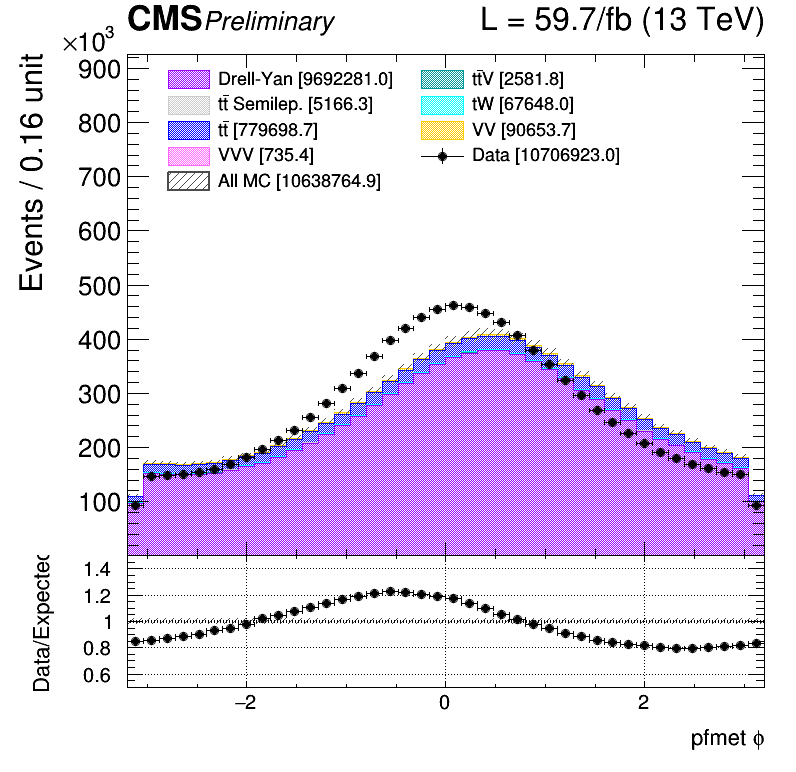 CMS Preliminary L = 59.7/fb (13 TeV)
×10³
Events / 0.16 unit
900
800
700
600
500
400
300
200
100
Drell-Yan [9692281.0]
tt̄ Semilep. [5166.3]
tt̄ [779698.7]
VVV [735.4]
All MC [10638764.9]
tt̄V [2581.8]
tW [67648.0]
VV [90653.7]
Data [10706923.0]
Data/Expected
1.4
1.2
1
0.8
0.6
−2 0 2
pfmet ϕ